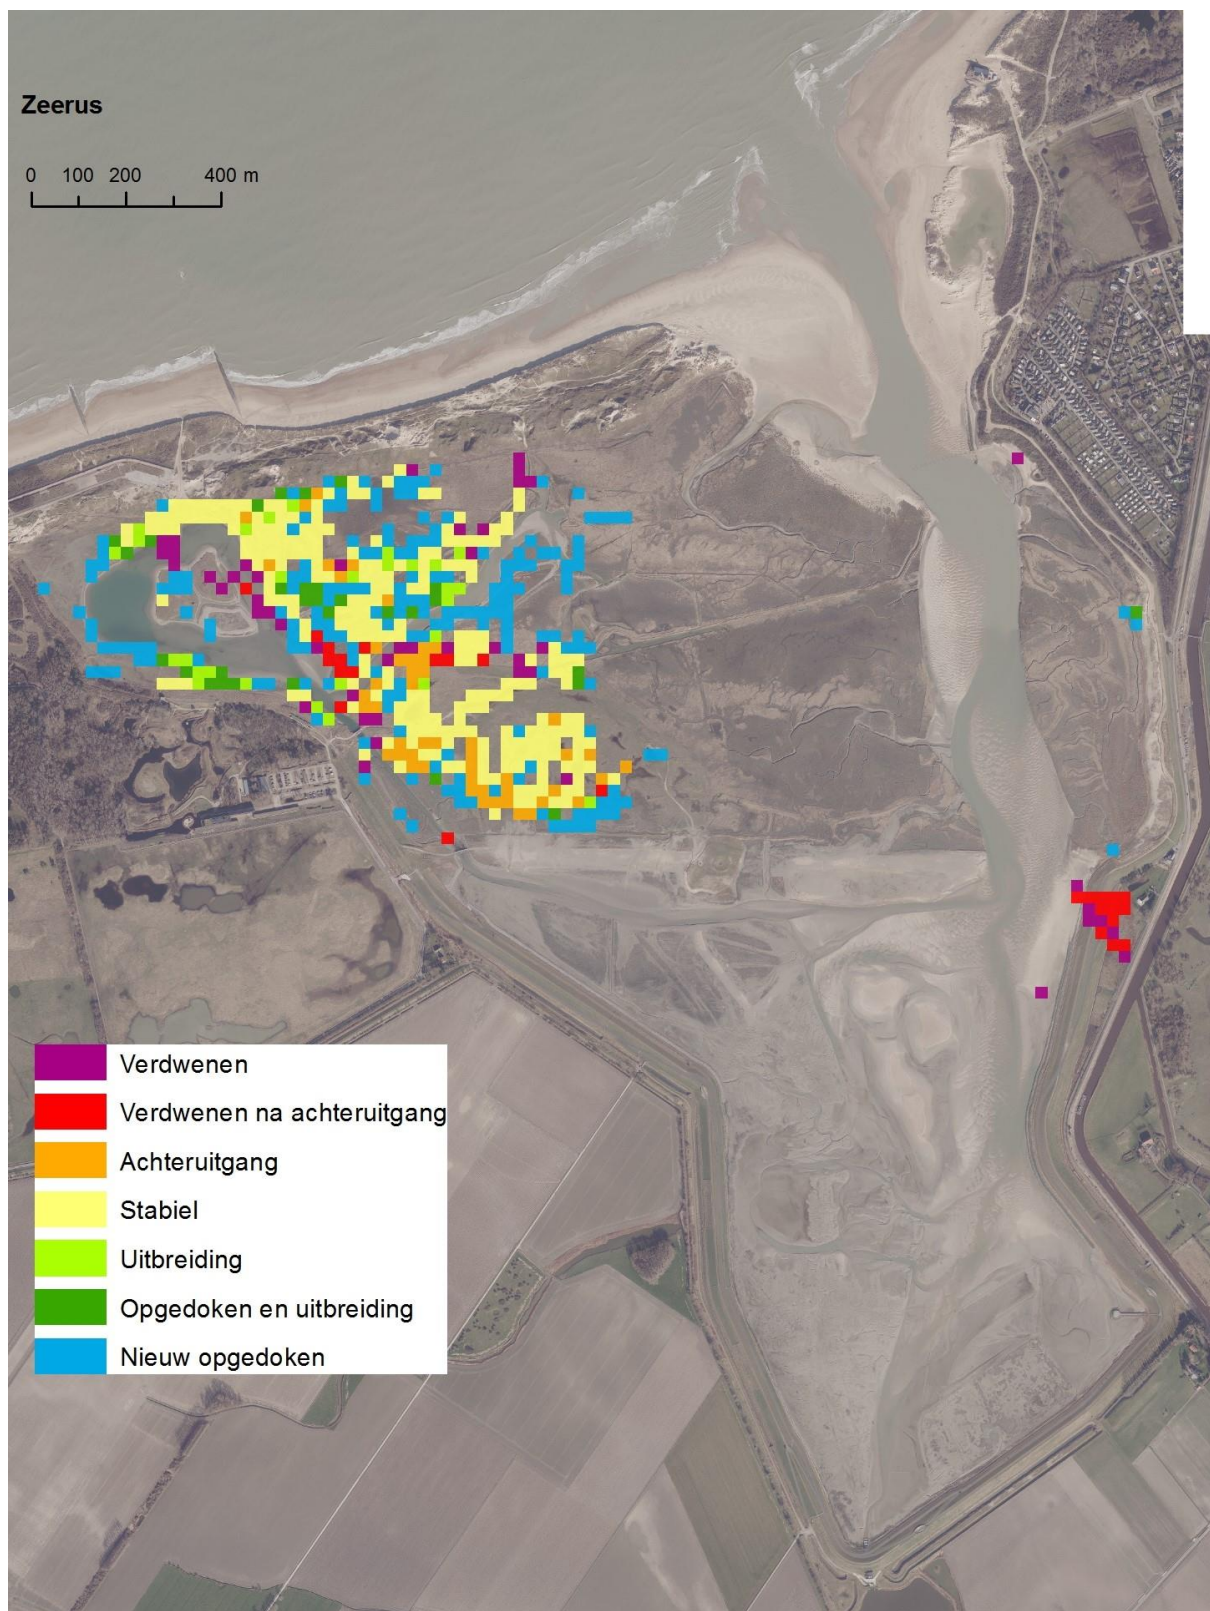 Zeerus
0 100 200 400 m
Verdwenen
Verdwenen na achteruitgang
Achteruitgang
Stabiel
Uitbreiding
Opgedoken en uitbreiding
Nieuw opgedoken